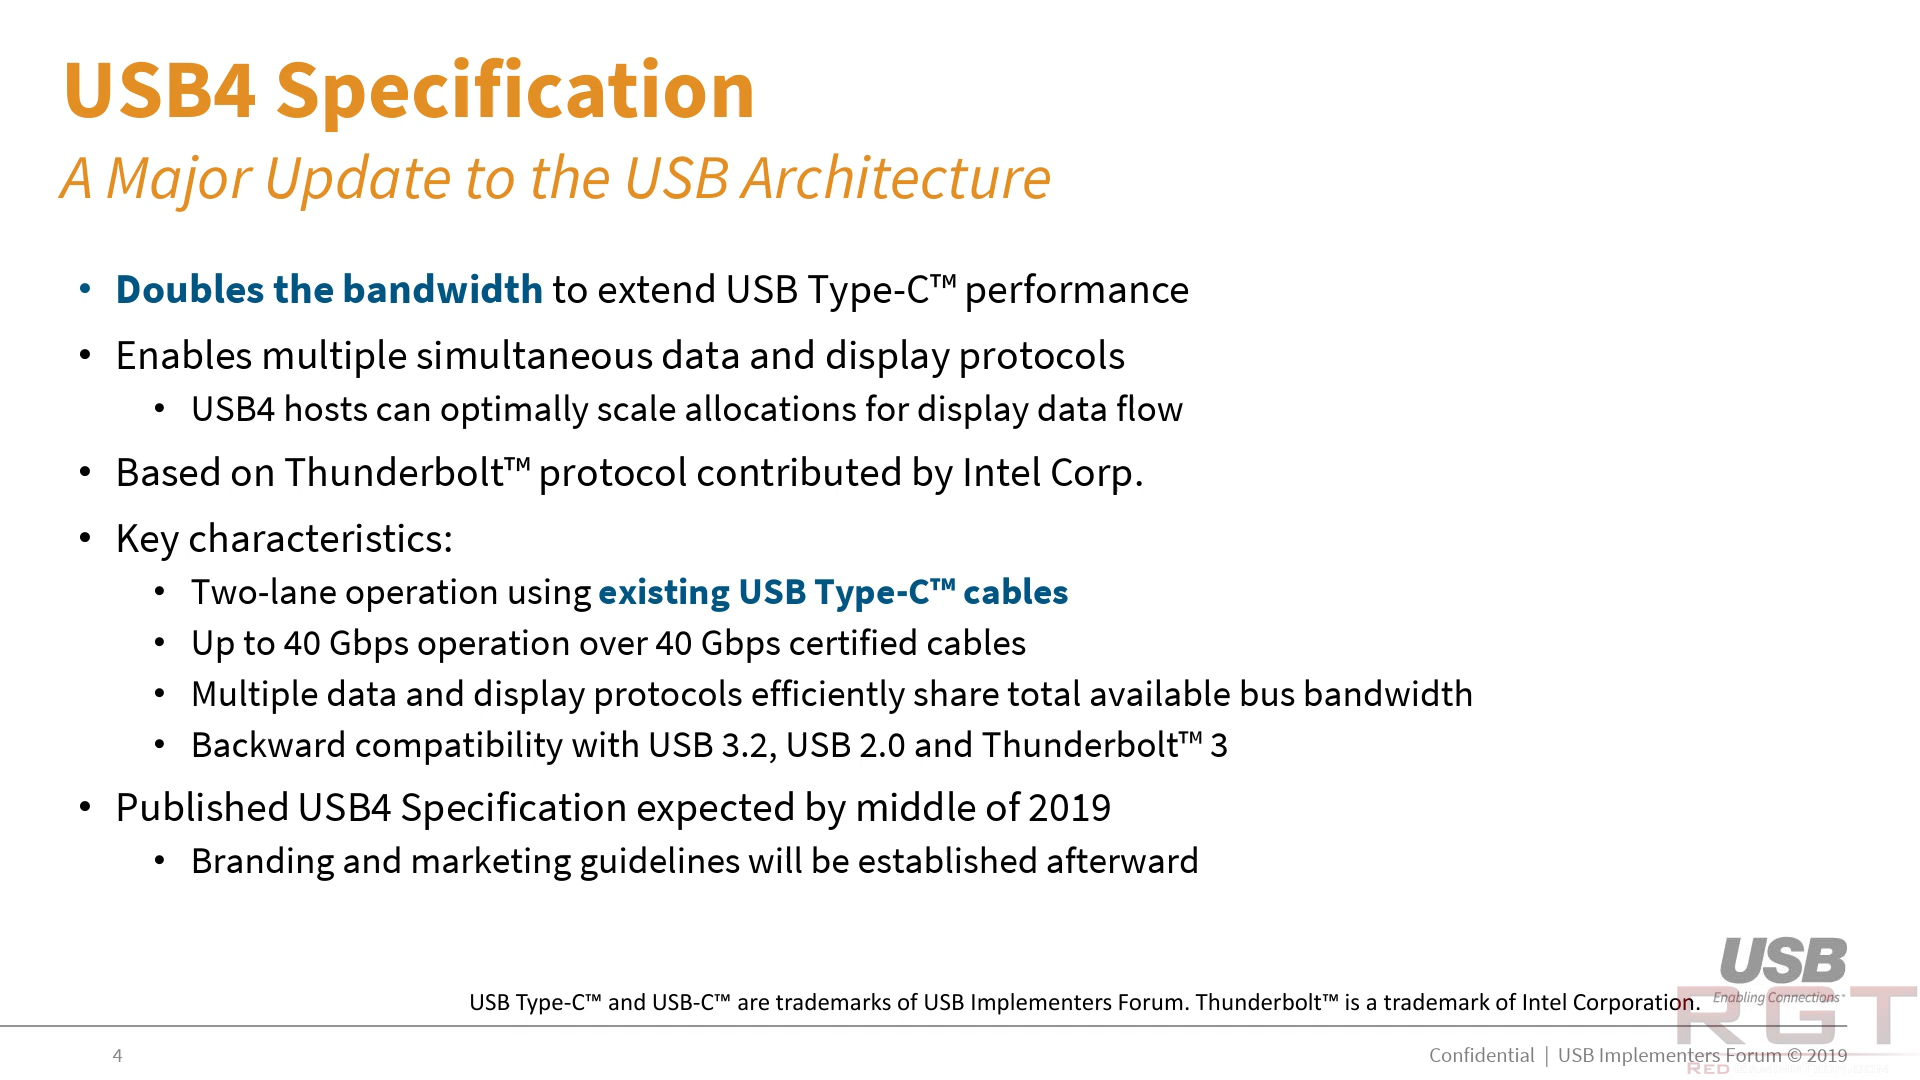 USB4 Specification
A Major Update to the USB Architecture
• Doubles the bandwidth to extend USB Type-C™ performance
• Enables multiple simultaneous data and display protocols
• USB4 hosts can optimally scale allocations for display data flow
• Based on Thunderbolt™ protocol contributed by Intel Corp.
• Key characteristics:
• Two-lane operation using existing USB Type-C™ cables
• Up to 40 Gbps operation over 40 Gbps certified cables
• Multiple data and display protocols efficiently share total available bus bandwidth
• Backward compatibility with USB 3.2, USB 2.0 and Thunderbolt™ 3
• Published USB4 Specification expected by middle of 2019
• Branding and marketing guidelines will be established afterward
USB
Enabling Connections™
USB Type-C™ and USB-C™ are trademarks of USB Implementers Forum. Thunderbolt™ is a trademark of Intel Corporation.
RGT
4
Confidential | USB Implementers Forum © 2019
RED